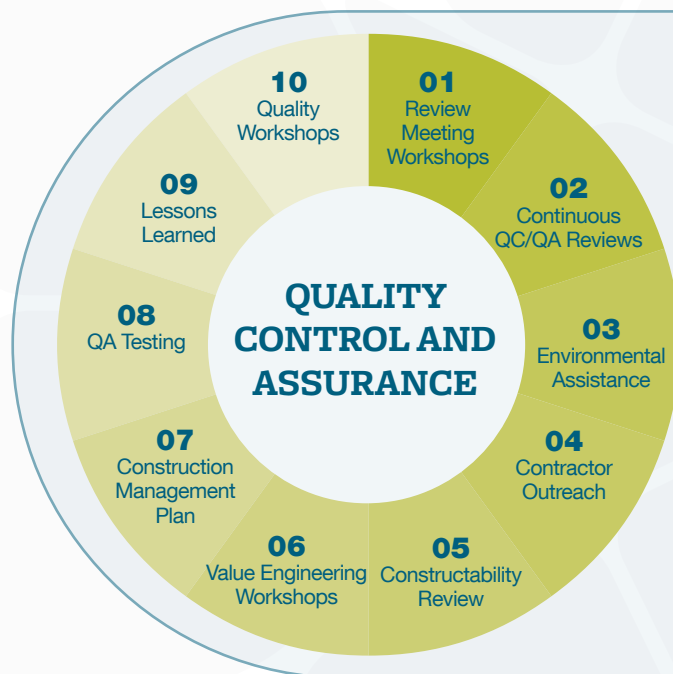 QUALITY
CONTROL AND
ASSURANCE
01
Review
Meeting
Workshops
02
Continuous
QC/QA Reviews
03
Environmental
Assistance
04
Contractor
Outreach
05
Constructability
Review
06
Value Engineering
Workshops
07
Construction
Management
Plan
08
QA Testing
09
Lessons
Learned
10
Quality
Workshops